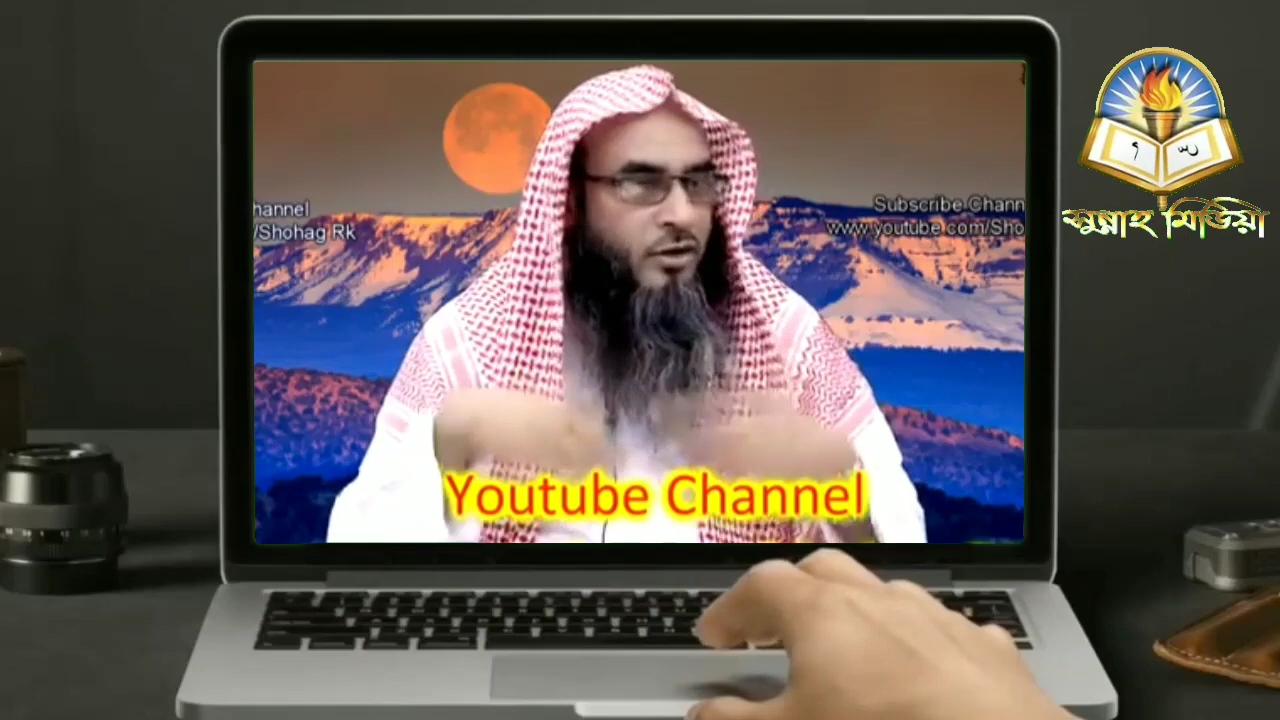 hannel
/Shohag Rk
Subscribe Chann
www.youtube.com/Sho
সুন্নাহ মিডিয়া
Youtube Channel